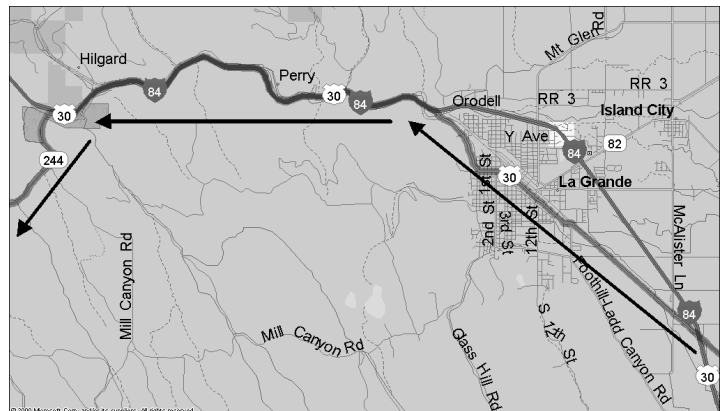 Mt Glen Rd
Hilgard
Perry
84
30
84
Orodell
RR 3
RR 3
Island City
30
Y Ave
84
82
244
30
La Grande
2nd St
1st St
3rd St
12th St
McAlister Ln
Mill Canyon Rd
Foothill-Ladd Canyon Rd
84
Mill Canyon Rd
Glass Hill Rd
S 12th St
30